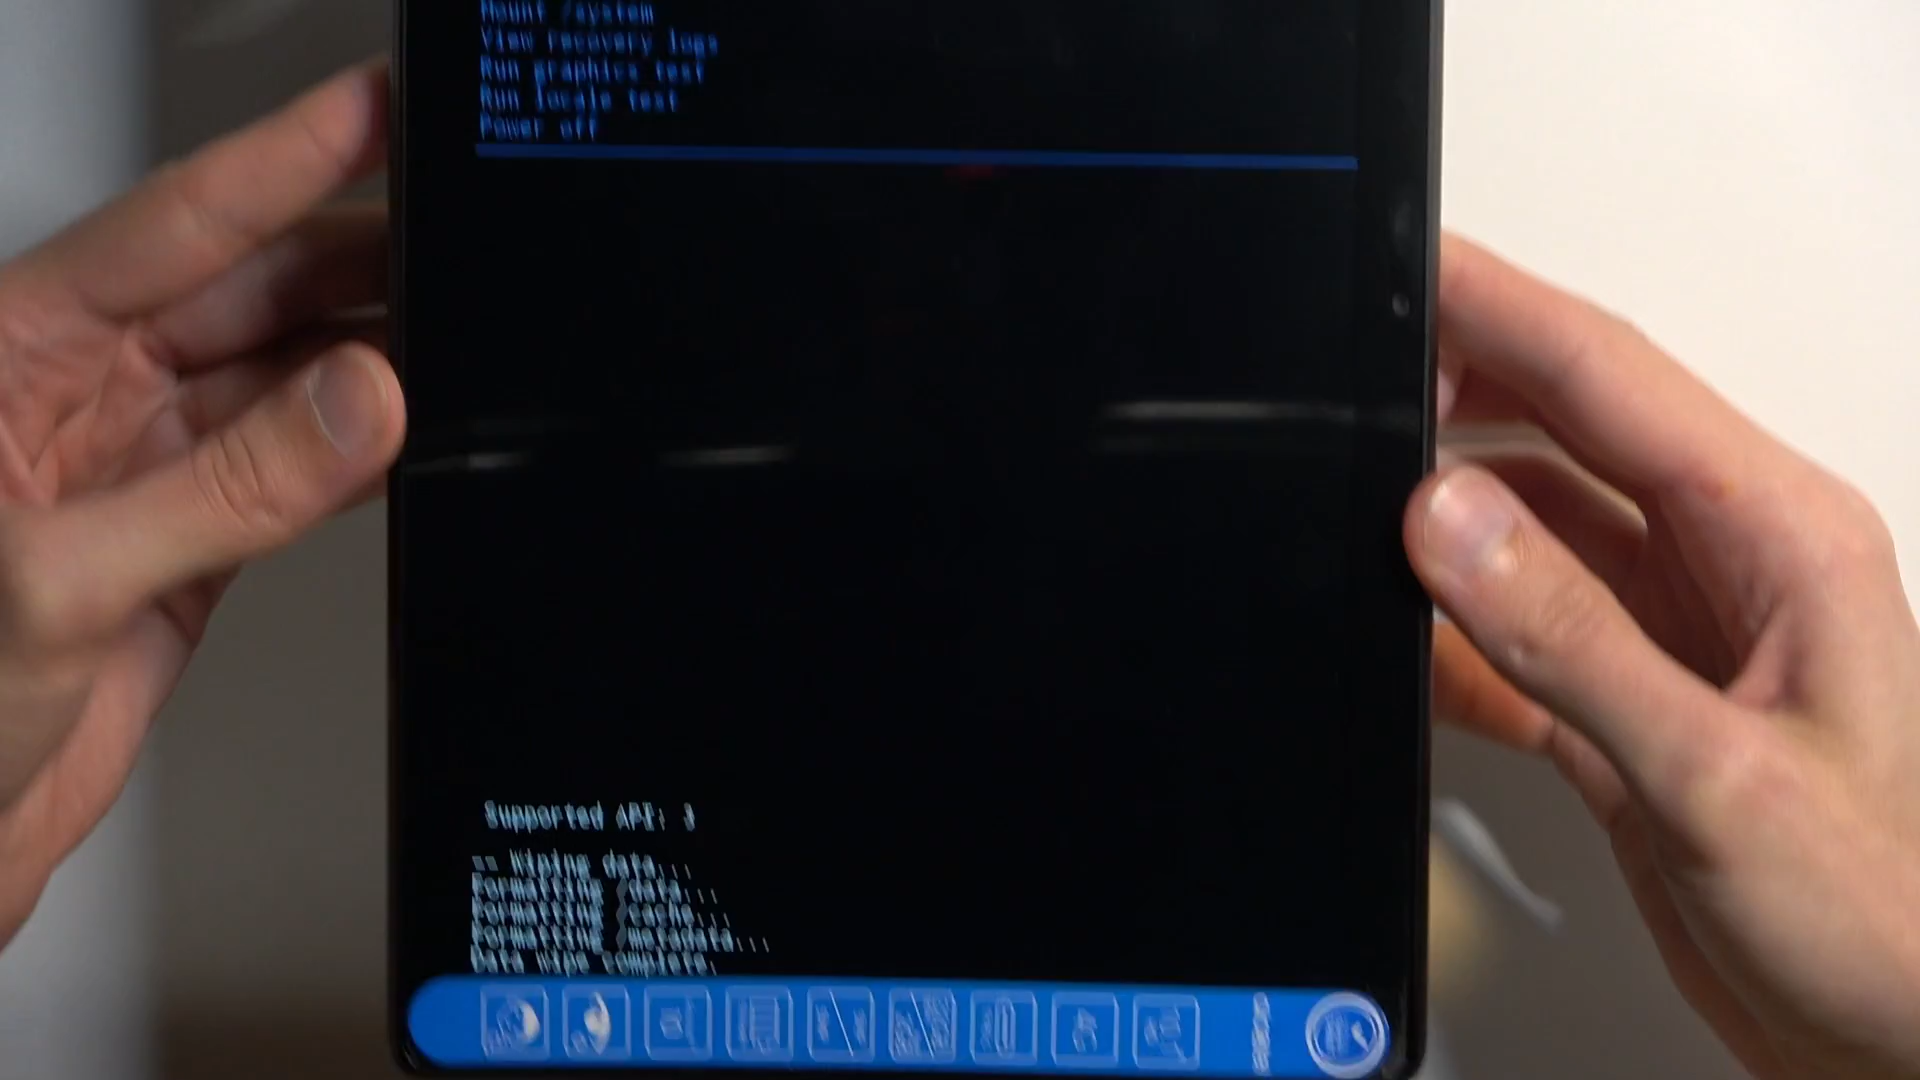 Mount /system
View recovery logs
Run graphics test
Run locale test
Power off
Supported API: 3
-- Wiping data...
Formatting /data...
Formatting /cache...
Formatting /metadata...
Data wipe complete.